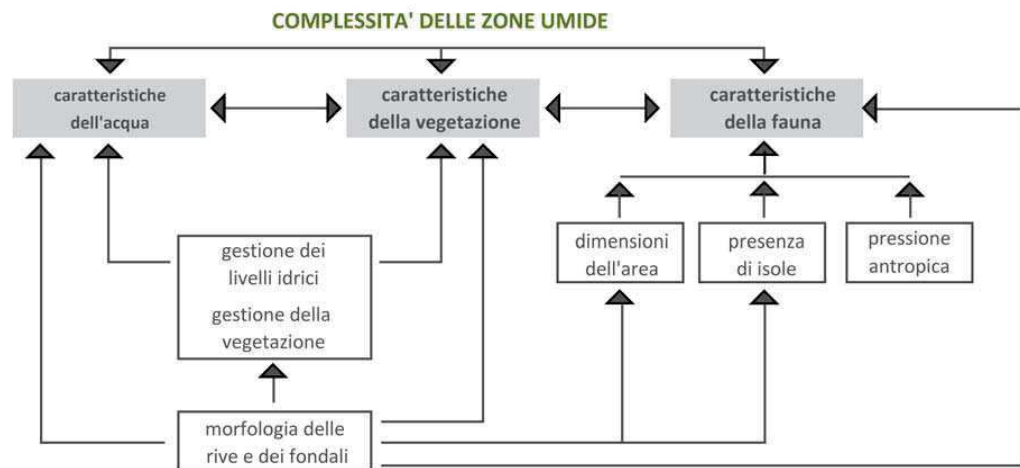 COMPLESSITA' DELLE ZONE UMIDE
caratteristiche
dell'acqua
caratteristiche
della vegetazione
caratteristiche
della fauna
gestione dei
livelli idrici
gestione della
vegetazione
dimensioni
dell'area
presenza
di isole
pressione
antropica
morfologia delle
rive e dei fondali